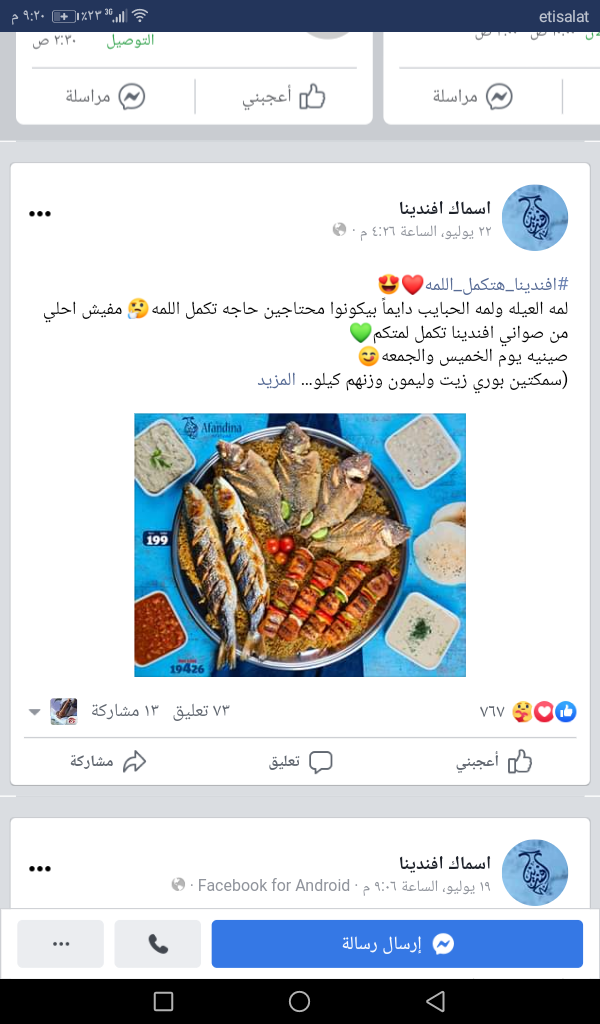 etisalat ٢٣٪ 3G ٩:٢٠ م
التوصيل ٢:٣٠ ص
أعجبني مراسلة
مراسلة
اسماك افندينا
٢٢ يوليو، الساعة ٤:٢٦ م ·
#افندينا_هتكمل_اللمه❤️😍
لمه العيله ولمه الحبايب دايماً بيكونوا محتاجين حاجه تكمل اللمه🤔 مفيش احلي
من صواني افندينا تكمل لمتكم💚
صينيه يوم الخميس والجمعه😊
(سمكتين بوري زيت وليمون وزنهم كيلو... المزيد
Afandina
199
19426
٧٦٧ ٧٣ تعليق ١٣ مشاركة
أعجبني تعليق مشاركة
اسماك افندينا
١٩ يوليو، الساعة ٩:٠٦ م · Facebook for Android ·
إرسال رسالة